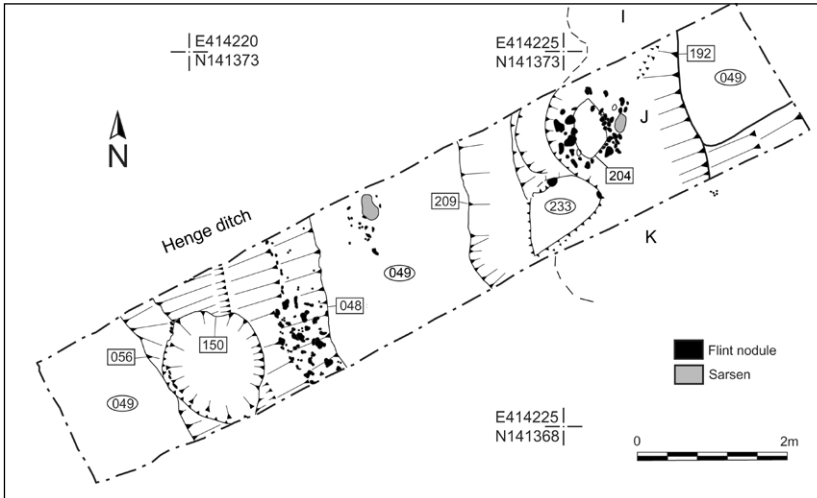 I
E414220
N141373
E414225
N141373
192
049
J
N
204
209
233
Henge ditch
K
049
048
150
056
049
Flint nodule
Sarsen
E414225
N141368
0
2m